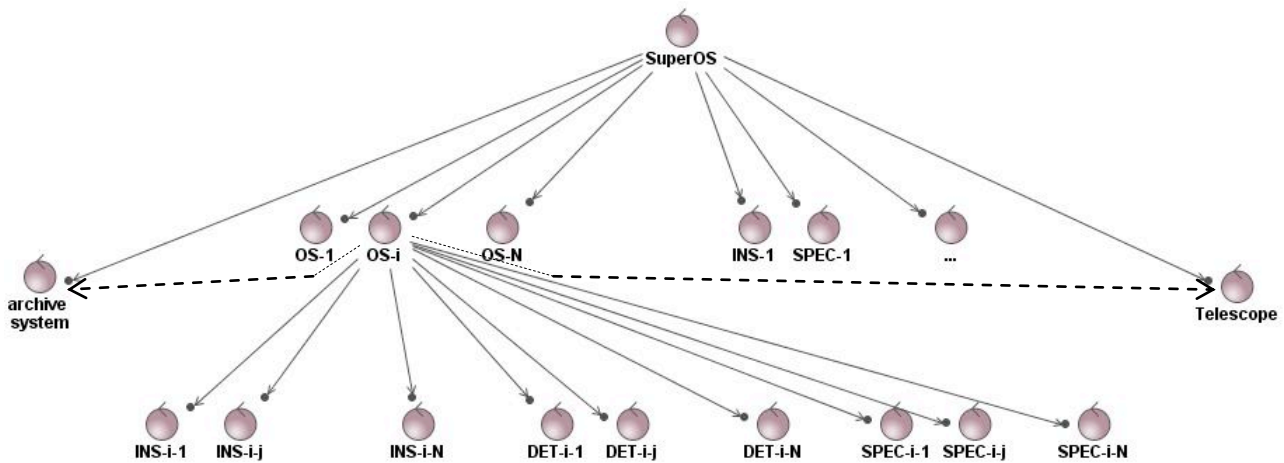 SuperOS
OS-1
OS-i
OS-N
INS-1
SPEC-1
...
archive
system
Telescope
INS-i-1
INS-i-j
INS-i-N
DET-i-1
DET-i-j
DET-i-N
SPEC-i-1
SPEC-i-j
SPEC-i-N